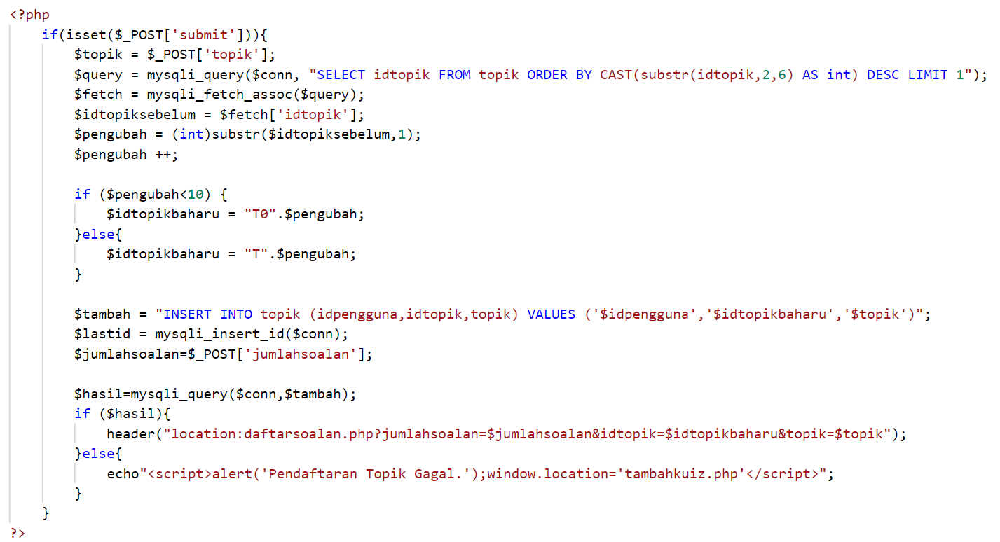 <?php
if(isset($_POST['submit'])){
$topik = $_POST['topik'];
$query = mysqli_query($conn, "SELECT idtopik FROM topik ORDER BY CAST(substr(idtopik,2,6) AS int) DESC LIMIT 1");
$fetch = mysqli_fetch_assoc($query);
$idtopiksebelum = $fetch['idtopik'];
$pengubah = (int)substr($idtopiksebelum,1);
$pengubah ++;
if ($pengubah<10) {
$idtopikbaharu = "T0".$pengubah;
}else{
$idtopikbaharu = "T".$pengubah;
}
$tambah = "INSERT INTO topik (idpengguna,idtopik,topik) VALUES ('$idpengguna','$idtopikbaharu','$topik')";
$lastid = mysqli_insert_id($conn);
$jumlahsoalan=$_POST['jumlahsoalan'];
$hasil=mysqli_query($conn,$tambah);
if ($hasil){
header("location:daftarsoalan.php?jumlahsoalan=$jumlahsoalan&idtopik=$idtopikbaharu&topik=$topik");
}else{
echo"<script>alert('Pendaftaran Topik Gagal.');window.location='tambahkuiz.php'</script>";
}
}
?>